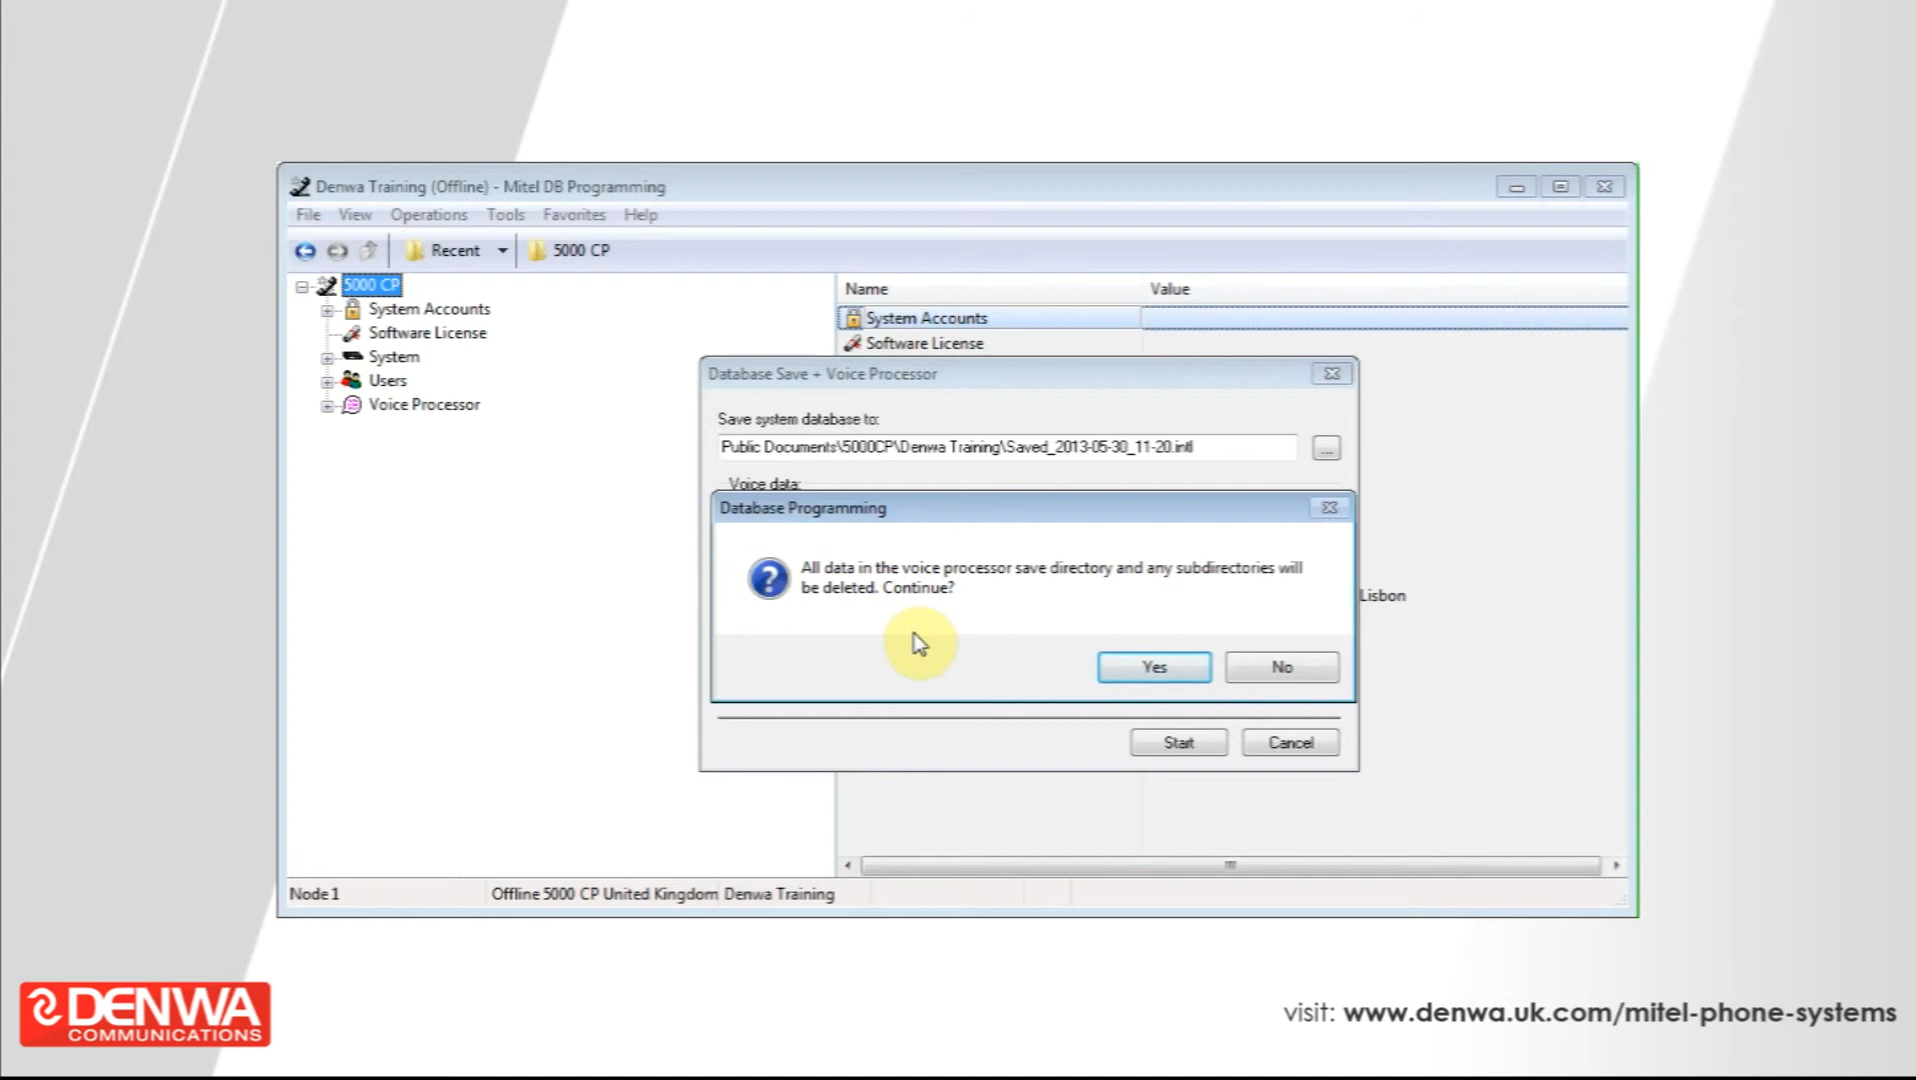 Denwa Training (Offline) - Mitel DB Programming
File View Operations Tools Favorites Help
Recent 5000 CP
5000 CP
System Accounts
Software License
System
Users
Voice Processor
Name Value
System Accounts
Software License
Database Save + Voice Processor
Save system database to:
Public Documents\5000CP\Denwa Training\Saved_2013-05-30_11-20.intl
...
Voice data:
Database Programming
All data in the voice processor save directory and any subdirectories will
be deleted. Continue?
Yes No
Lisbon
Start Cancel
Node 1 Offline 5000 CP United Kingdom Denwa Training
DENWA
COMMUNICATIONS
visit: www.denwa.uk.com/mitel-phone-systems